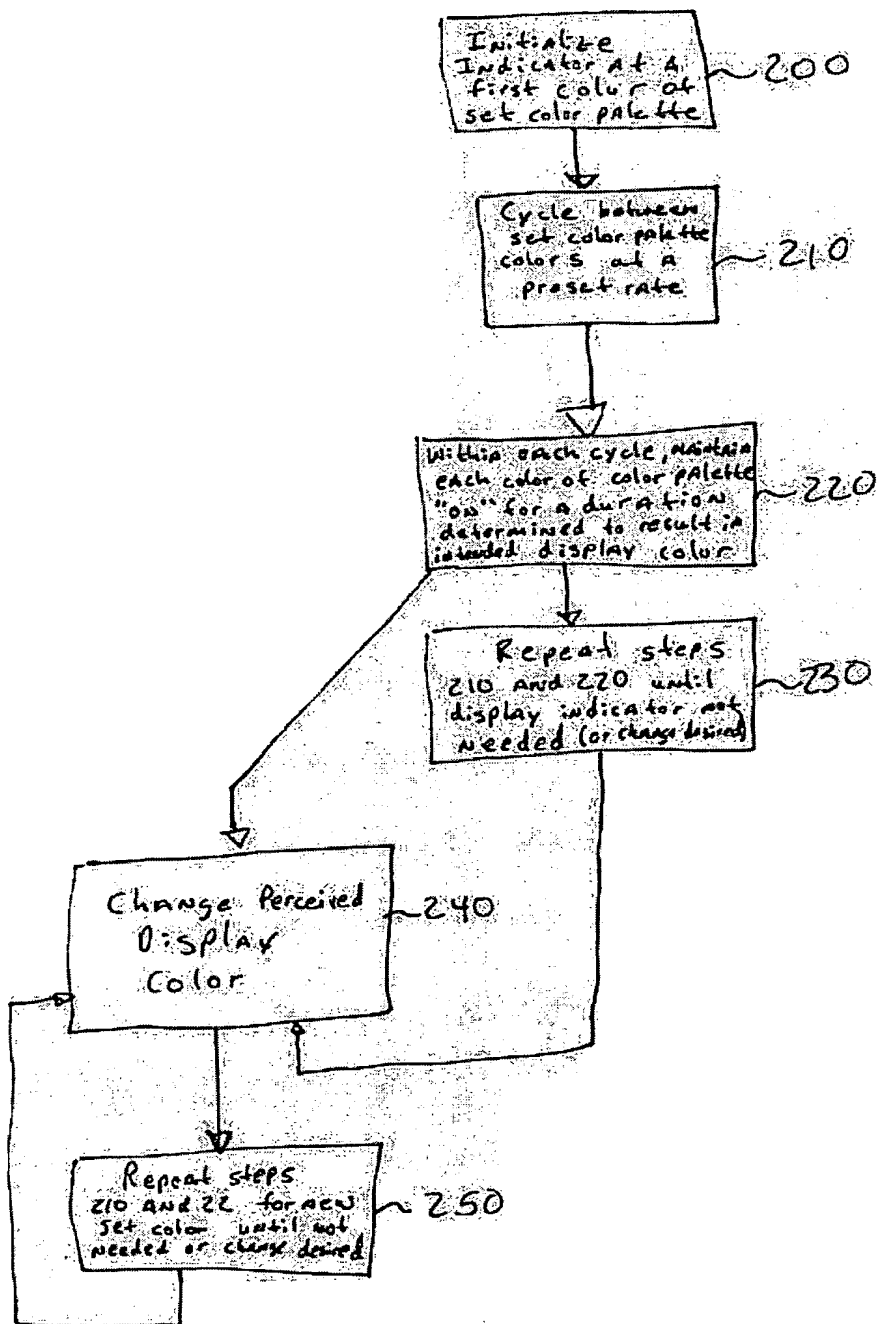 Initialize
Indicator at a
first color of
set color palette
200
Cycle between
set color palette
colors at a
preset rate
210
Within each cycle, maintain
each color of color palette
"on" for a duration
determined to result in
intended display color
220
Repeat steps
210 and 220 until
display indicator not
needed (or change desired)
230
Change Perceived
Display
Color
240
Repeat steps
210 and 22 for new
set color until not
needed or change desired
250